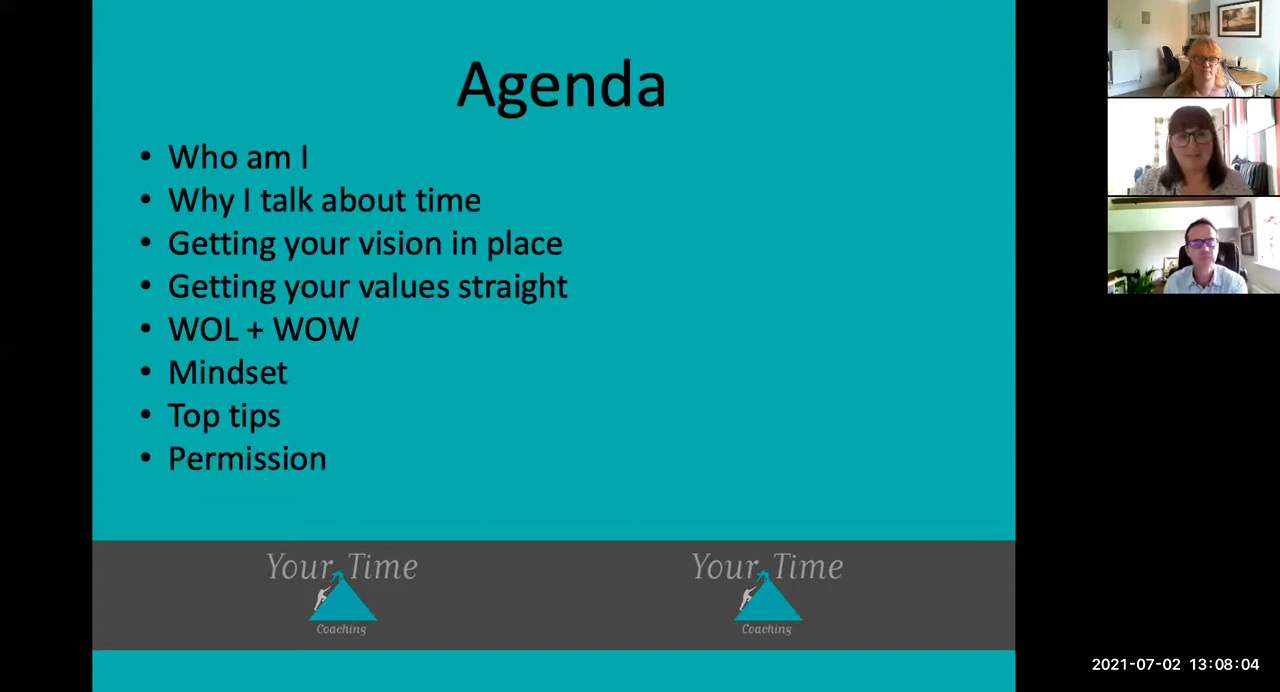 Agenda
• Who am I
• Why I talk about time
• Getting your vision in place
• Getting your values straight
• WOL + WOW
• Mindset
• Top tips
• Permission
Your Time
Coaching
Your Time
Coaching
2021-07-02 13:08:04